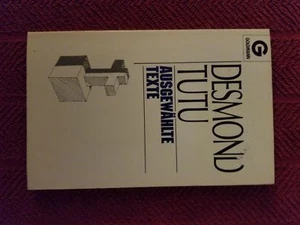 GOLDMANN
DESMOND
TUTU
AUSGEWÄHLTE
TEXTE